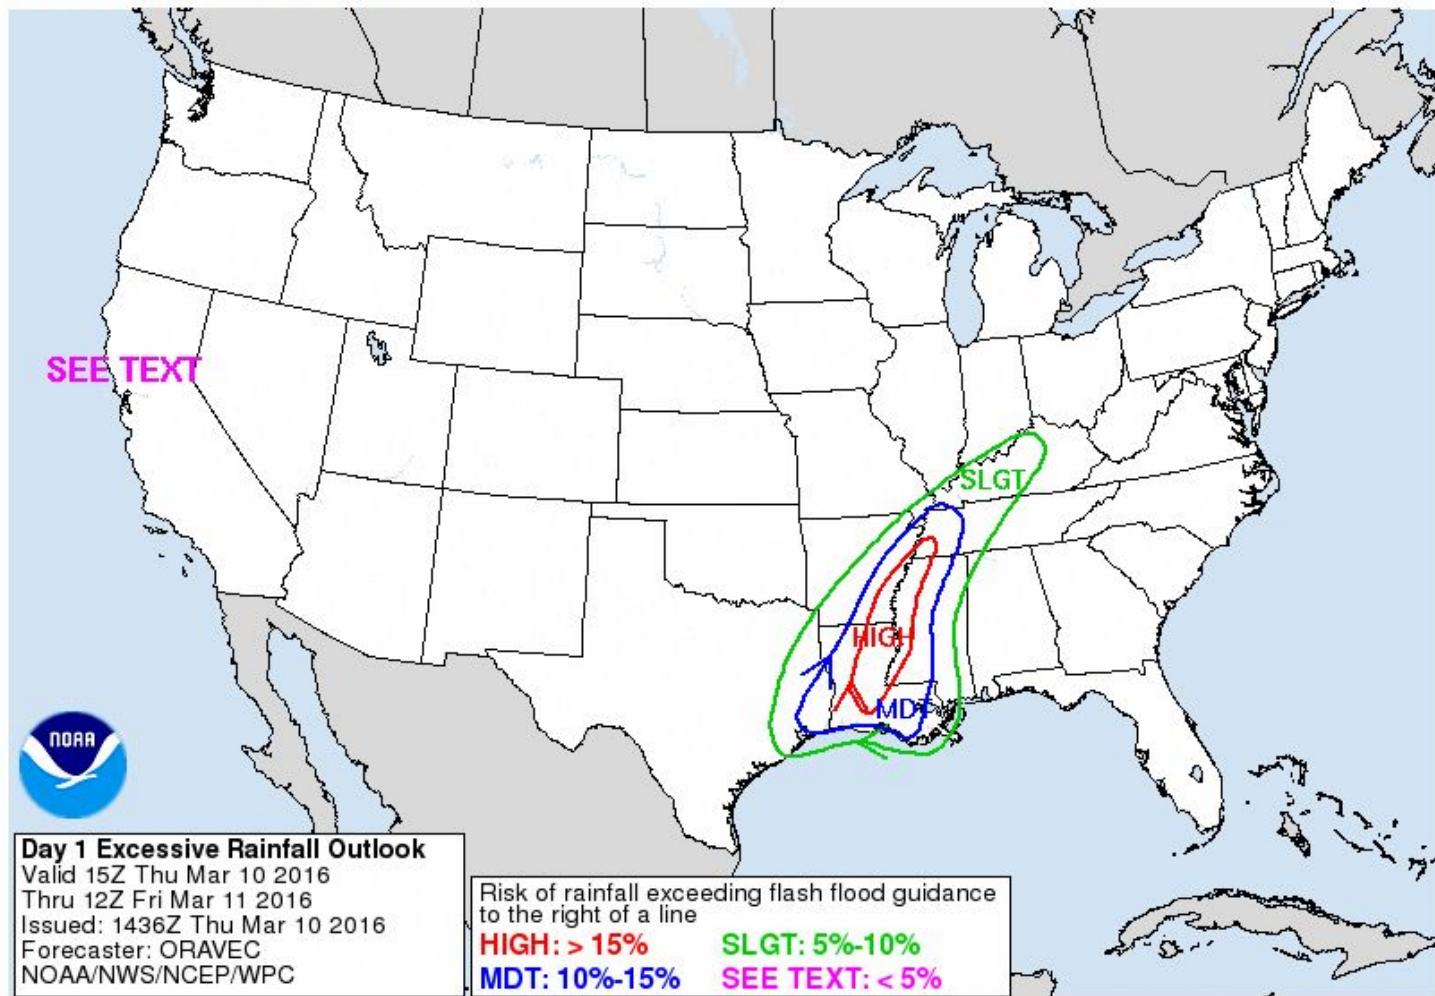 SEE TEXT
SLGT
HIGH
MDT
NOAA
Day 1 Excessive Rainfall Outlook
Valid 15Z Thu Mar 10 2016
Thru 12Z Fri Mar 11 2016
Issued: 1436Z Thu Mar 10 2016
Forecaster: ORAVEC
NOAA/NWS/NCEP/WPC
Risk of rainfall exceeding flash flood guidance
to the right of a line
HIGH: > 15% SLGT: 5%-10%
MDT: 10%-15% SEE TEXT: < 5%